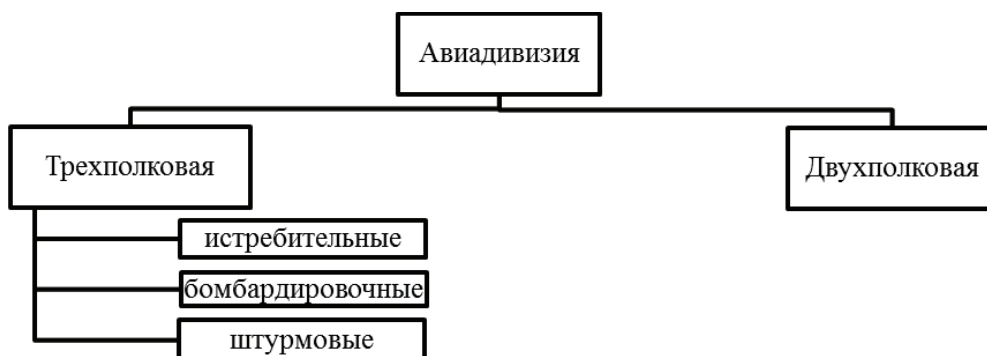 Авиадивизия
Трехполковая
Двухполковая
истребительные
бомбардировочные
штурмовые